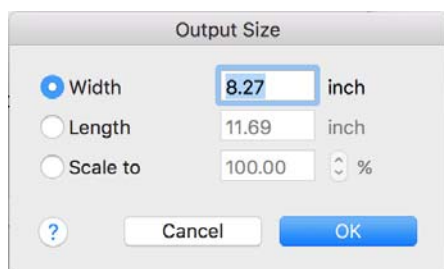 Output Size
Width 8.27 inch
Length 11.69 inch
Scale to 100.00 %
? Cancel OK